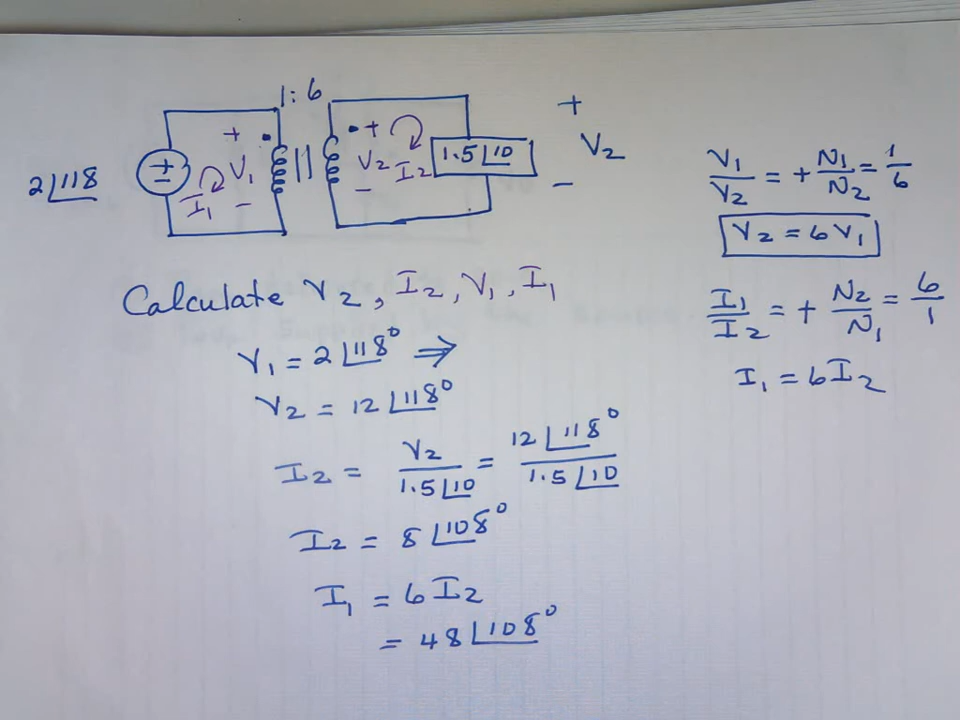 1:6
2∠118
+ V1 −
I1
+ V2 −
I2
1.5∠10
+ V2 −
Calculate V2, I2, V1, I1
V1 = 2∠118° ⇒
V2 = 12∠118°
I2 = V2/1.5∠10 = 12∠118°/1.5∠10
I2 = 8∠108°
I1 = 6I2
= 48∠108°
V1/V2 = + N1/N2 = 1/6
V2 = 6V1
I1/I2 = + N2/N1 = 6/1
I1 = 6I2